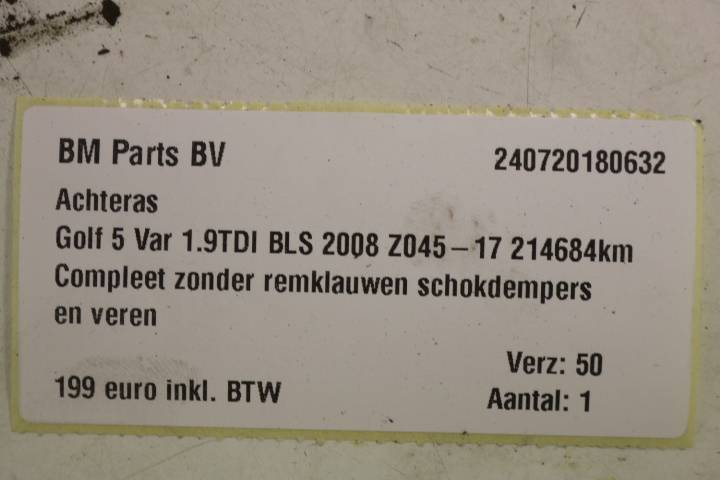 BM Parts BV 240720180632
Achteras
Golf 5 Var 1.9TDI BLS 2008 Z045-17 214684km
Compleet zonder remklauwen schokdempers
en veren
Verz: 50
199 euro inkl. BTW Aantal: 1